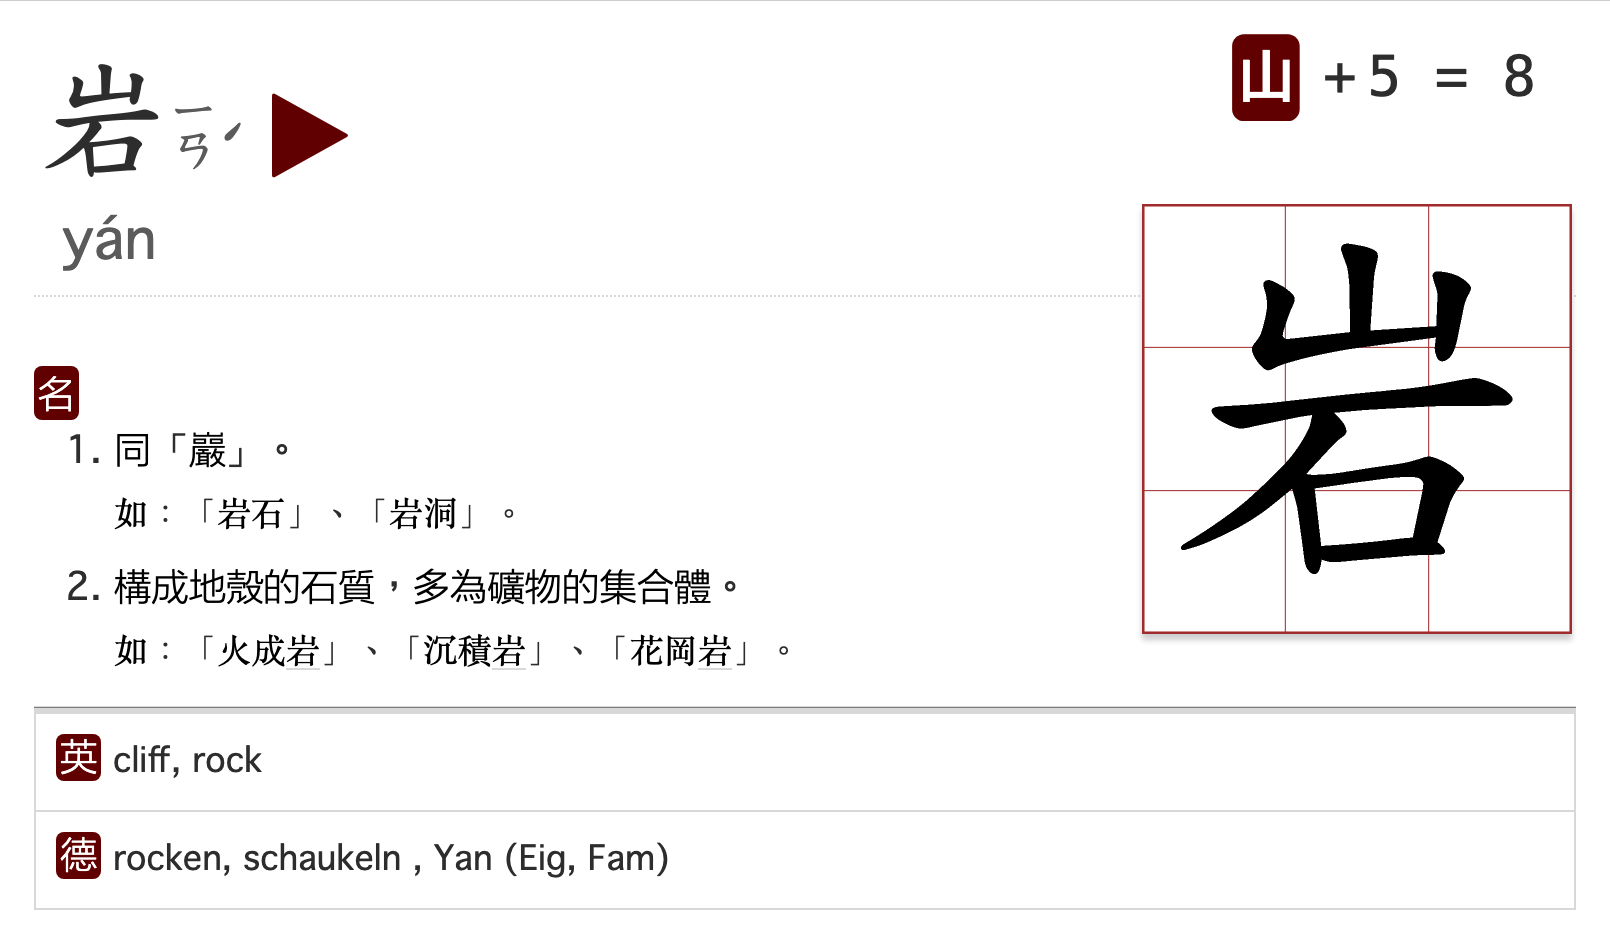 岩 ㄧㄢˊ
山 +5 = 8
yán
岩
名
1. 同「巖」。
如：「岩石」、「岩洞」。
2. 構成地殼的石質，多為礦物的集合體。
如：「火成岩」、「沉積岩」、「花岡岩」。
英 cliff, rock
德 rocken, schaukeln , Yan (Eig, Fam)